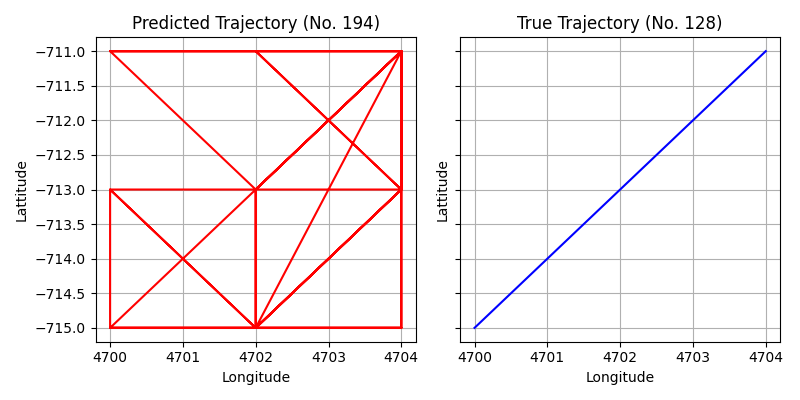 Predicted Trajectory (No. 194)
Lattitude
−711.0
−711.5
−712.0
−712.5
−713.0
−713.5
−714.0
−714.5
−715.0
4700 4701 4702 4703 4704
Longitude
True Trajectory (No. 128)
Lattitude
4700 4701 4702 4703 4704
Longitude